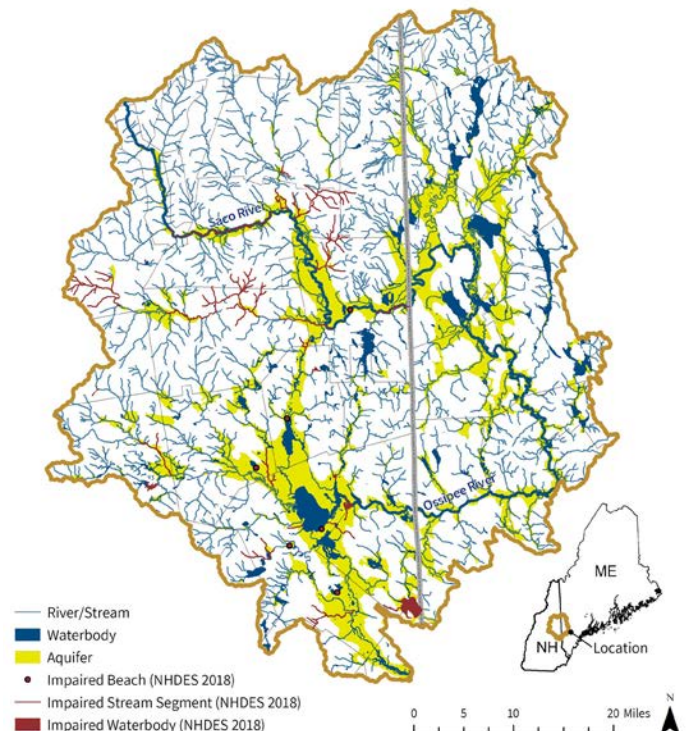 Saco River
Ossipee River
ME
NH
Location
River/Stream
Waterbody
Aquifer
Impaired Beach (NHDES 2018)
Impaired Stream Segment (NHDES 2018)
Impaired Waterbody (NHDES 2018)
N
0 5 10 20 Miles